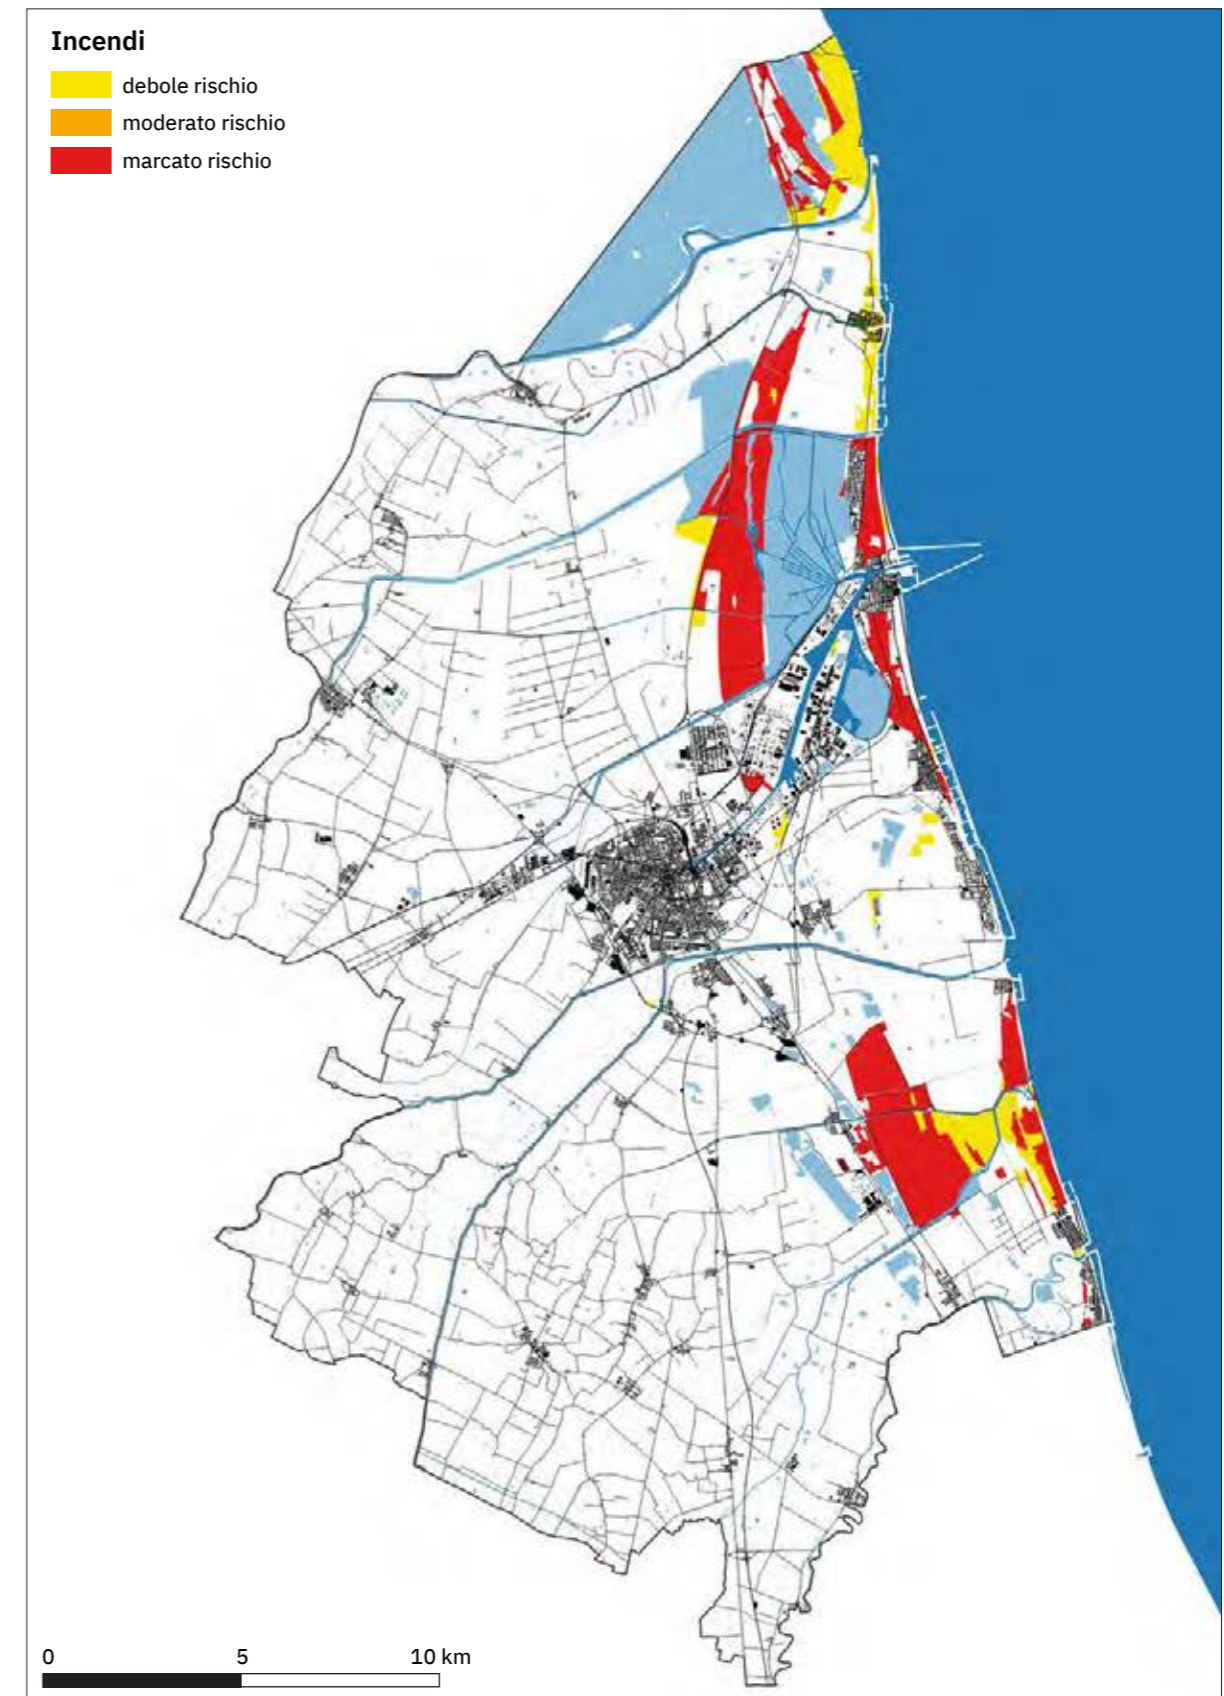 Incendi
debole rischio
moderato rischio
marcato rischio
0 5 10 km